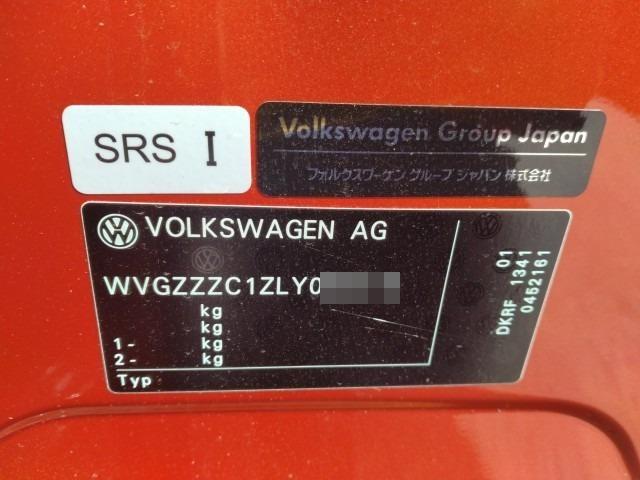 SRS I
Volkswagen Group Japan
フォルクスワーゲン グループ ジャパン 株式会社
VOLKSWAGEN AG
WVGZZZC1ZLY0
kg
kg
1- kg
2- kg
Typ
01
DKRF 1341
0452161